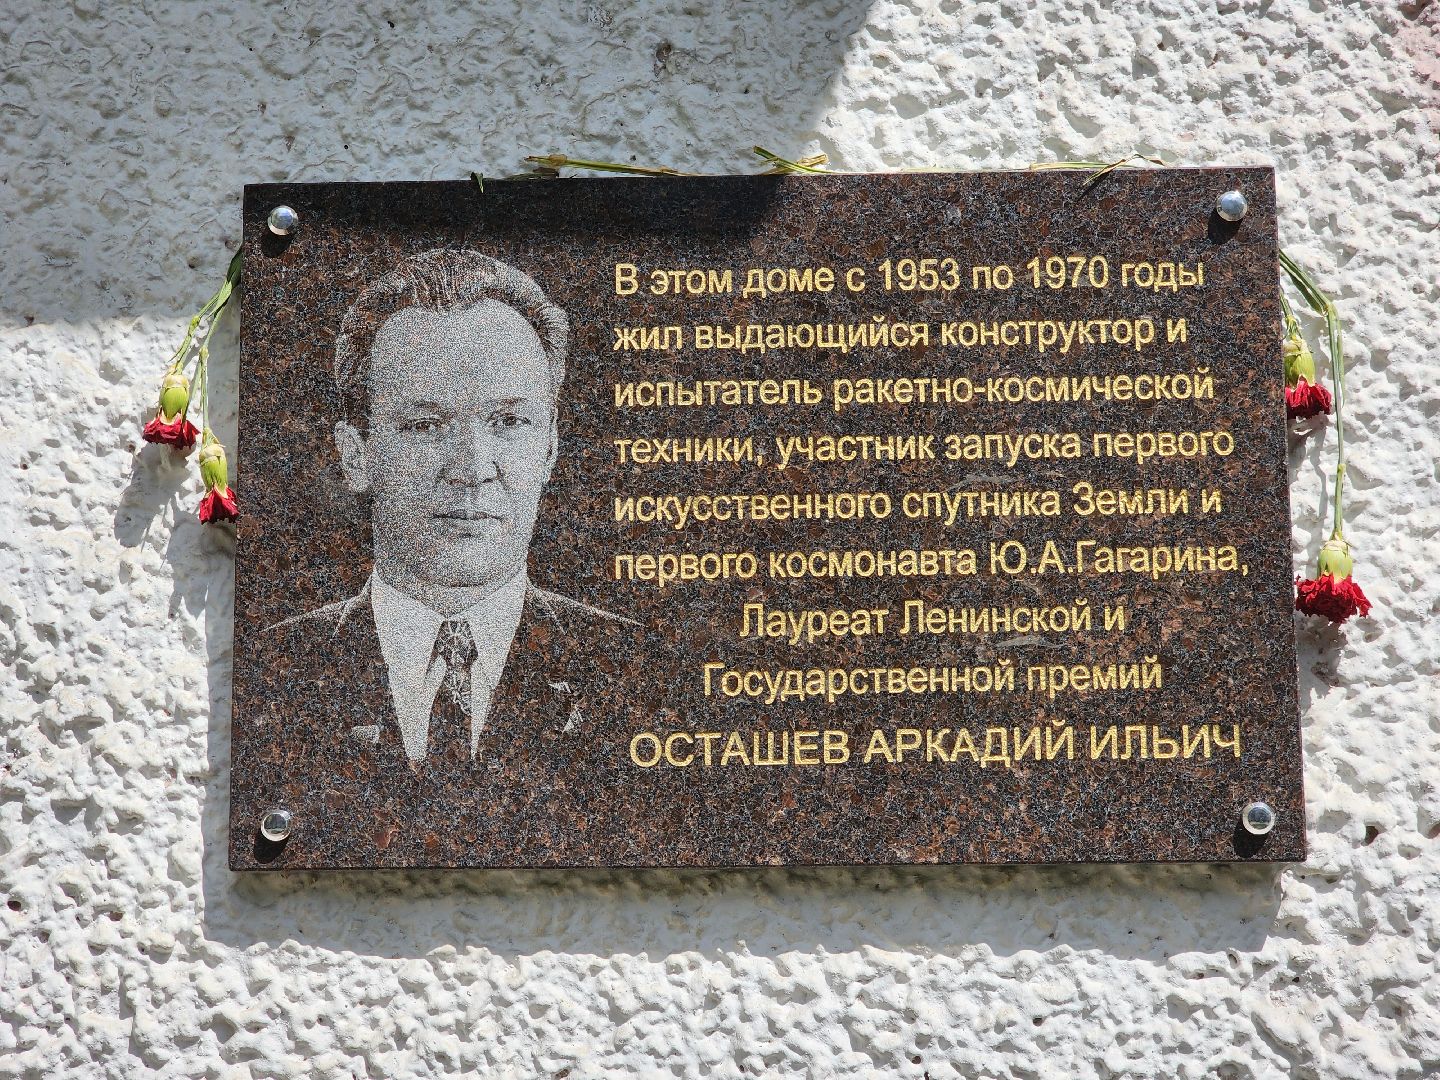 В этом доме с 1953 по 1970 годы
жил выдающийся конструктор и
испытатель ракетно-космической
техники, участник запуска первого
искусственного спутника Земли и
первого космонавта Ю.А.Гагарина,
Лауреат Ленинской и
Государственной премий
ОСТАШЕВ АРКАДИЙ ИЛЬИЧ